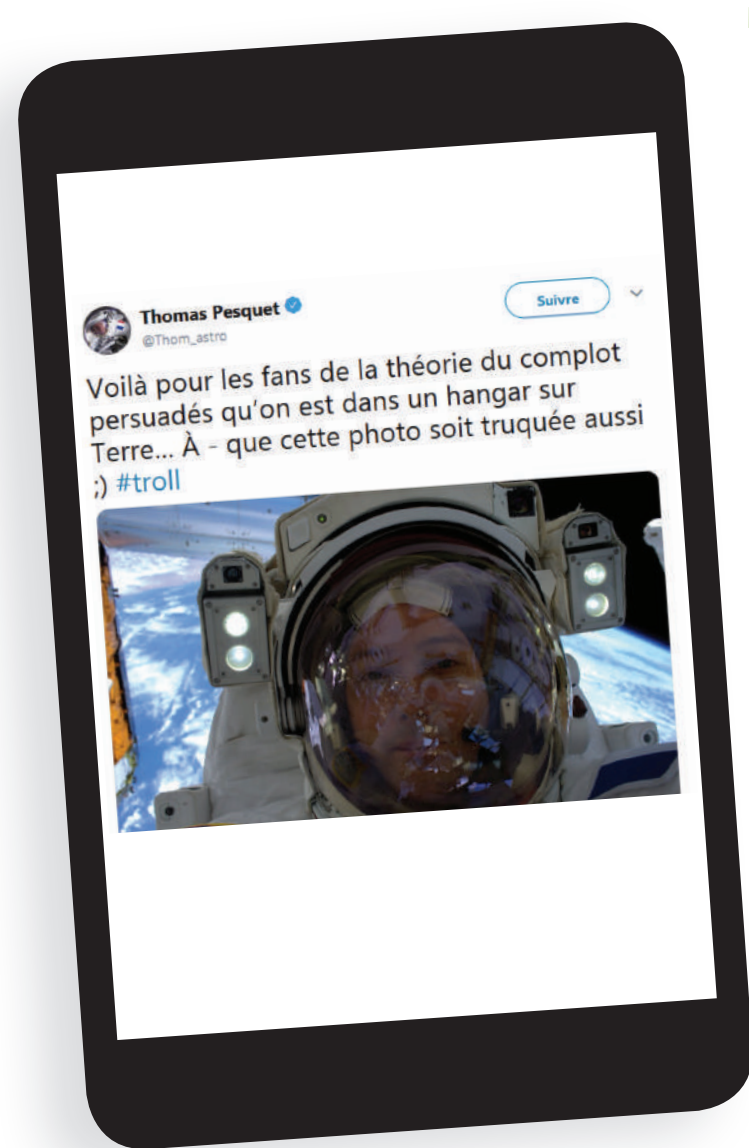 Thomas Pesquet
@Thom_astro
Suivre
Voilà pour les fans de la théorie du complot
persuadés qu'on est dans un hangar sur
Terre... À - que cette photo soit truquée aussi
;) #troll